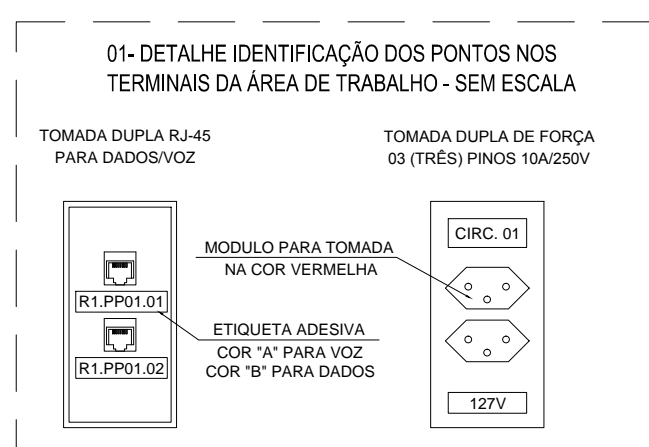 01- DETALHE IDENTIFICAÇÃO DOS PONTOS NOS
TERMINAIS DA ÁREA DE TRABALHO - SEM ESCALA
TOMADA DUPLA RJ-45
PARA DADOS/VOZ
TOMADA DUPLA DE FORÇA
03 (TRÊS) PINOS 10A/250V
CIRC. 01
MODULO PARA TOMADA
NA COR VERMELHA
R1.PP01.01
ETIQUETA ADESIVA
COR "A" PARA VOZ
COR "B" PARA DADOS
R1.PP01.02
127V